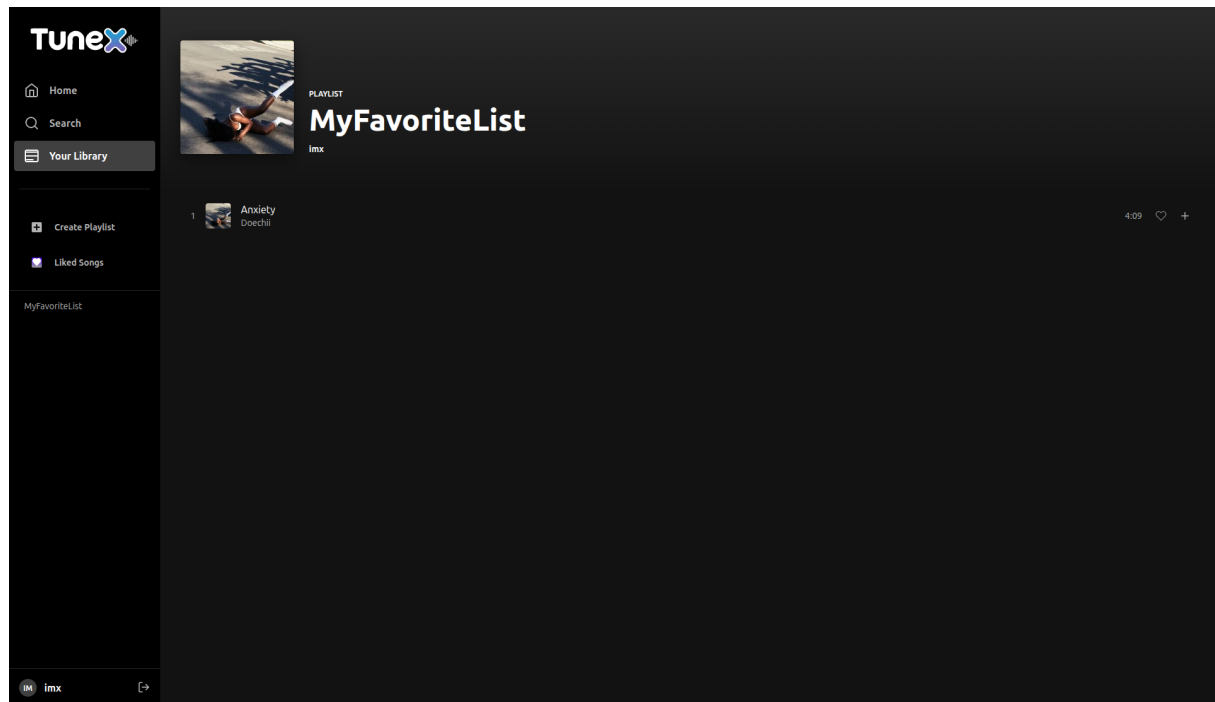 TuneX
Home
Search
Your Library
Create Playlist
Liked Songs
MyFavoriteList
IM imx
PLAYLIST
MyFavoriteList
imx
1 Anxiety 4:09
Doechii